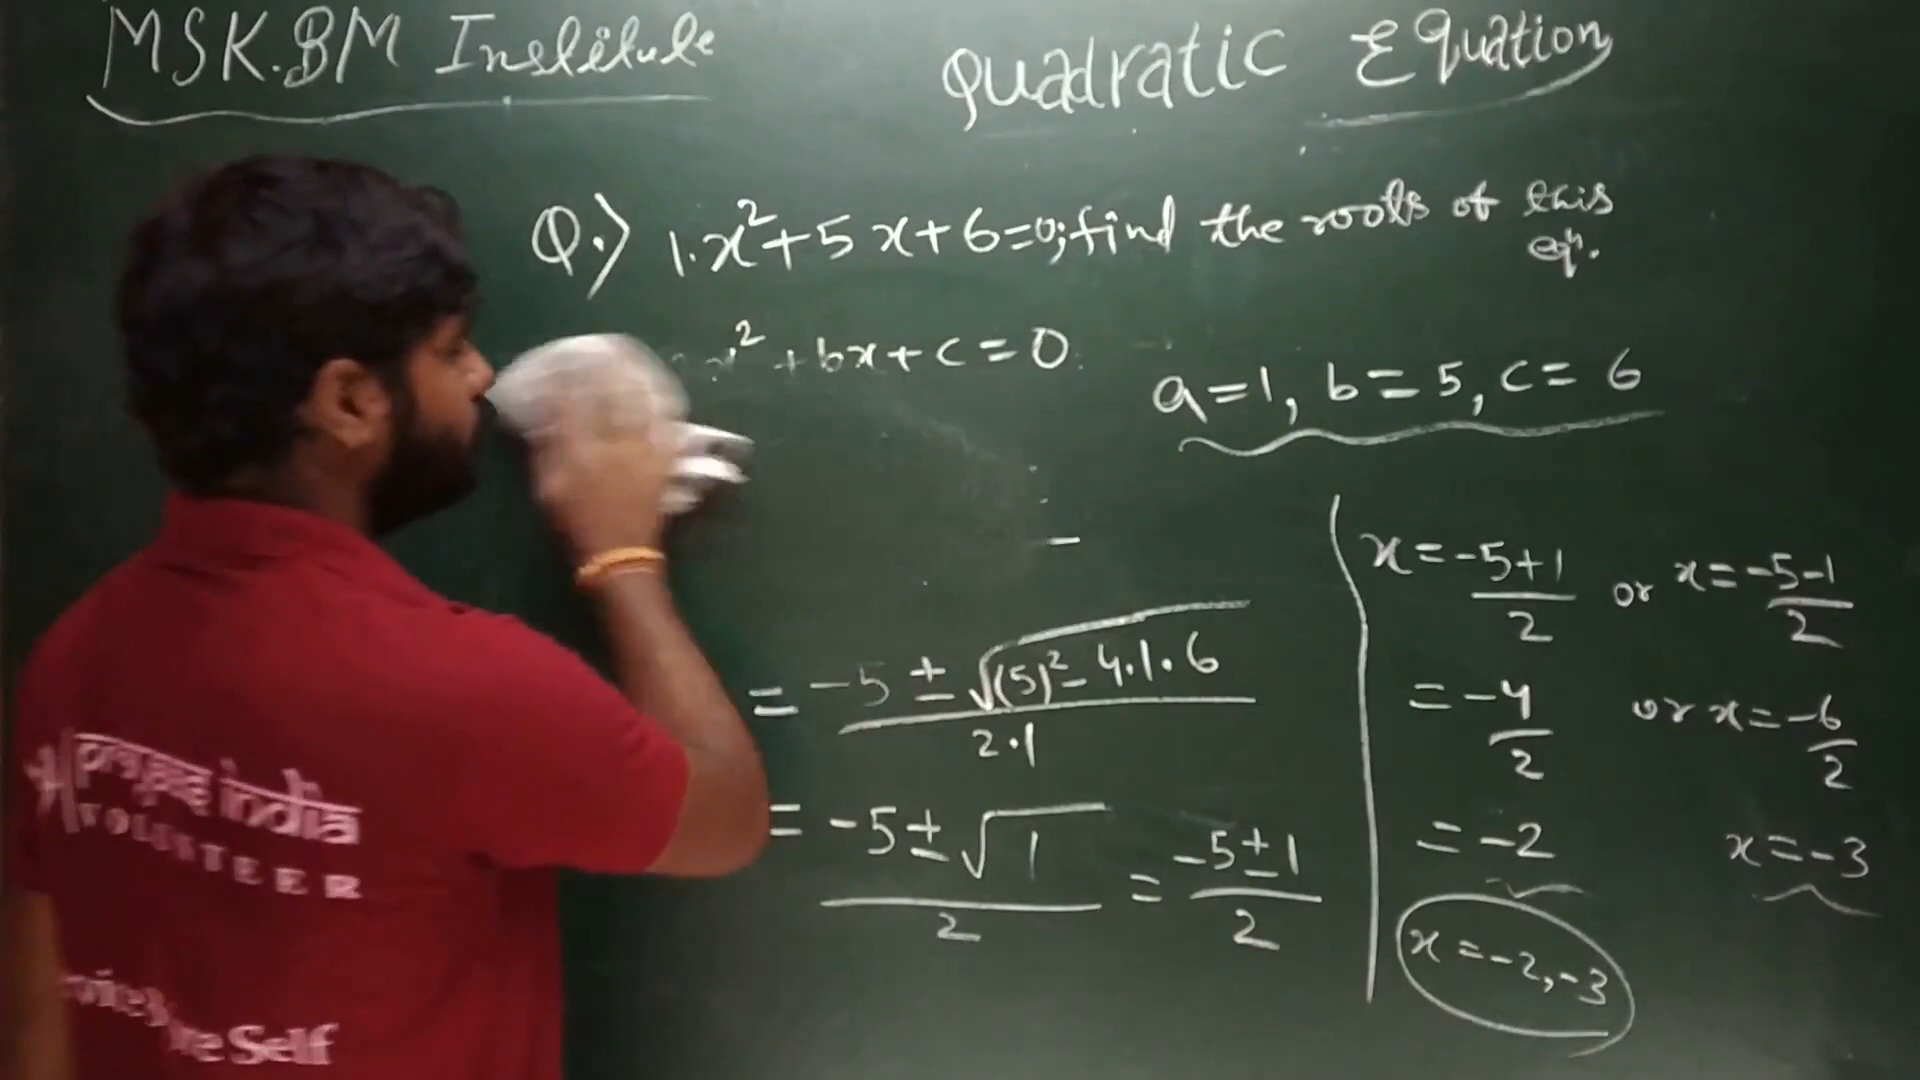 MSK.BM Institute
Quadratic Equation
Q.) 1.x²+5x+6=0; find the roots of this
eqⁿ.
x²+bx+c=0
a=1, b=5, c=6
= -5 ± √(5)²-4.1.6
2.1
= -5±√1 = -5±1
2 2
x=-5+1 or x=-5-1
2 2
=-4 or x=-6
2 2
=-2 x=-3
x=-2,-3
prayas india
VOLUNTEER
Self